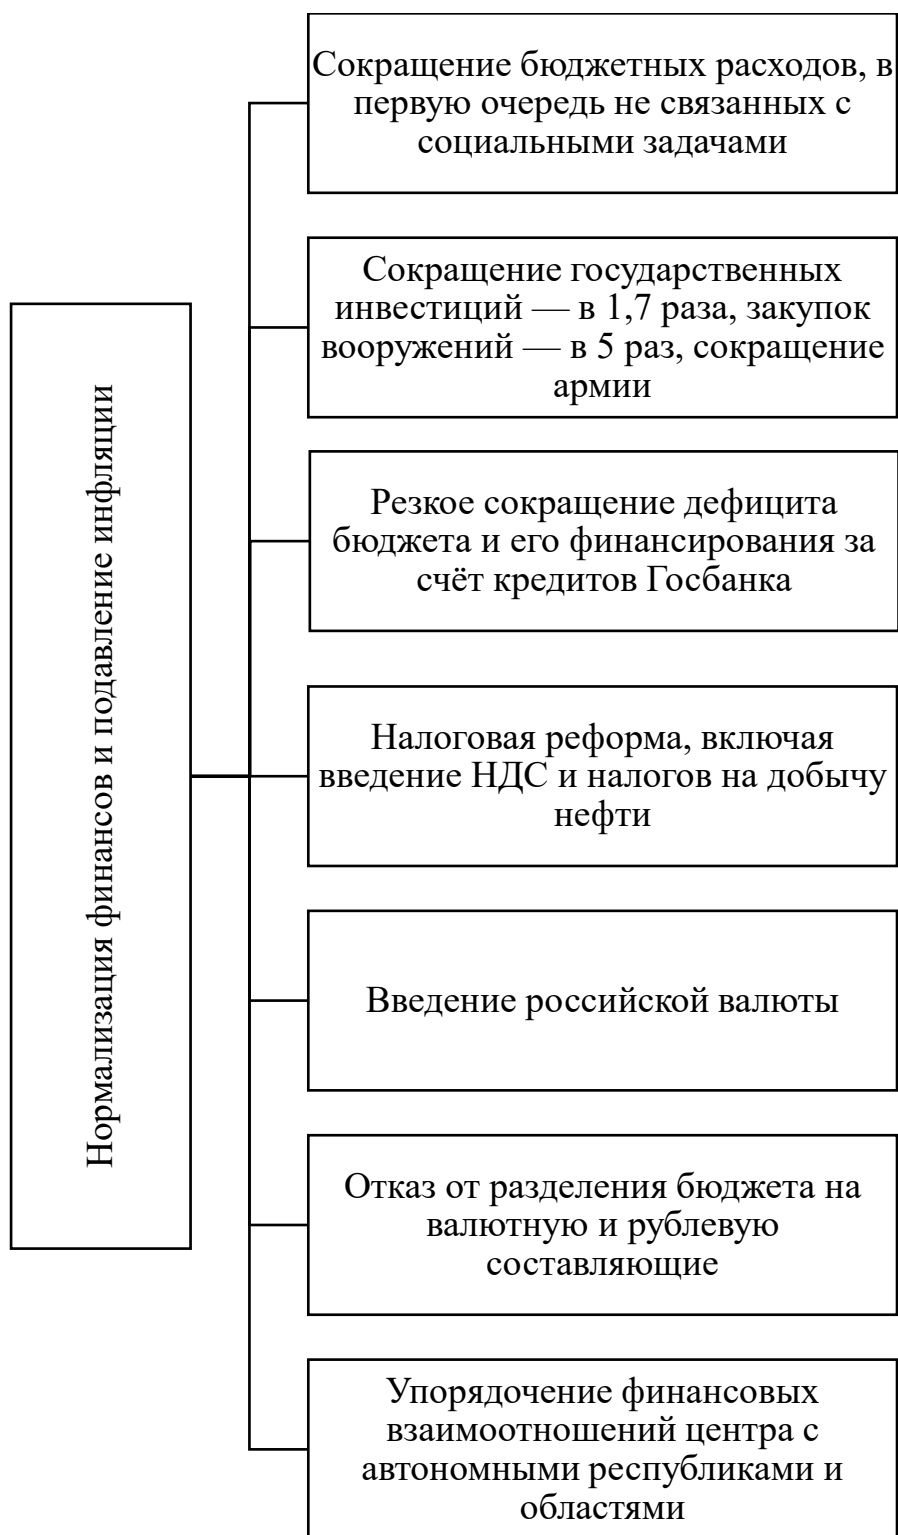 Нормализация финансов и подавление инфляции
Сокращение бюджетных расходов, в
первую очередь не связанных с
социальными задачами
Сокращение государственных
инвестиций — в 1,7 раза, закупок
вооружений — в 5 раз, сокращение
армии
Резкое сокращение дефицита
бюджета и его финансирования за
счёт кредитов Госбанка
Налоговая реформа, включая
введение НДС и налогов на добычу
нефти
Введение российской валюты
Отказ от разделения бюджета на
валютную и рублевую
составляющие
Упорядочение финансовых
взаимоотношений центра с
автономными республиками и
областями